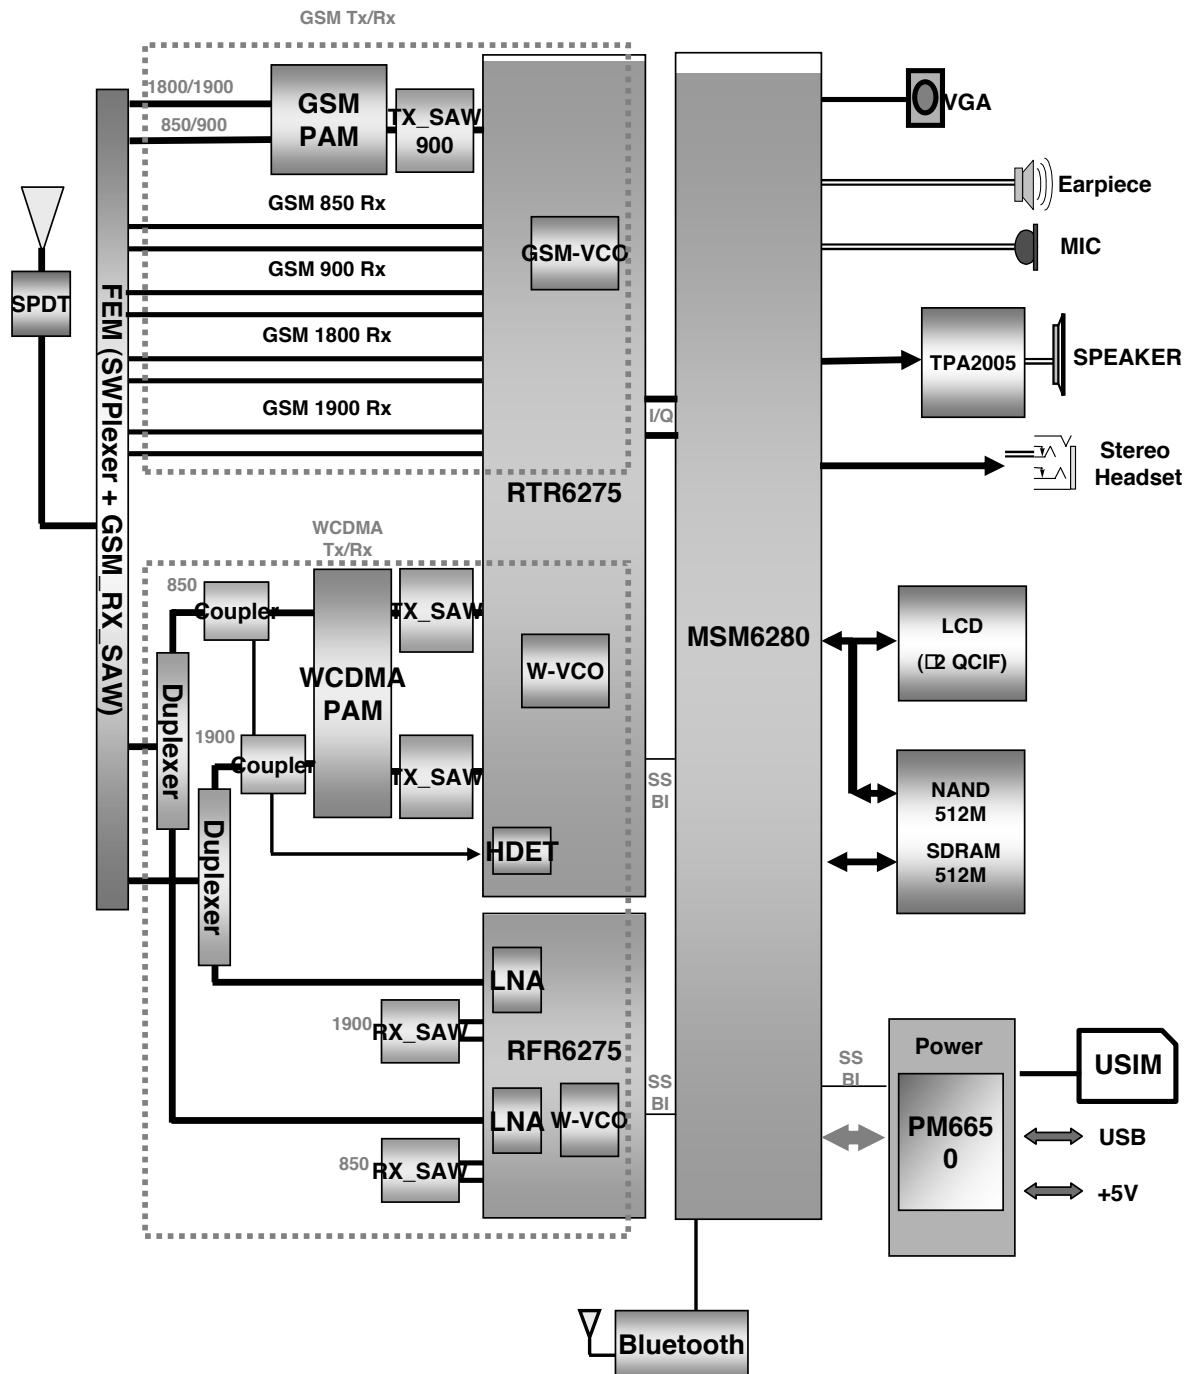 GSM Tx/Rx
1800/1900
850/900
GSM
PAM
TX_SAW
900
VGA
Earpiece
MIC
GSM 850 Rx
GSM 900 Rx
GSM 1800 Rx
GSM 1900 Rx
GSM-VCO
SPDT
FEM (SWPlexer + GSM_RX_SAW)
TPA2005
SPEAKER
I/Q
Stereo
Headset
RTR6275
WCDMA
Tx/Rx
850
Coupler
TX_SAW
WCDMA
PAM
W-VCO
MSM6280
LCD
(2 QCIF)
Duplexer
1900
Coupler
TX_SAW
SS
BI
NAND
512M
SDRAM
512M
HDET
Duplexer
LNA
1900
RX_SAW
RFR6275
LNA
W-VCO
850
RX_SAW
SS
BI
SS
BI
Power
PM665
0
USIM
USB
+5V
Bluetooth